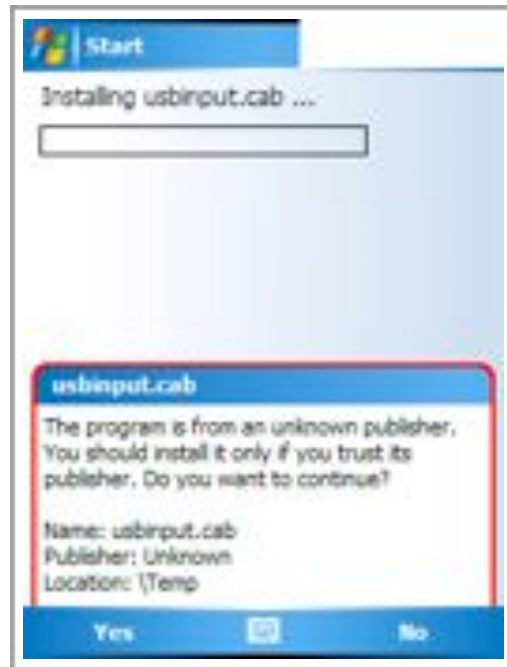 Start
Installing usbinput.cab ...
usbinput.cab
The program is from an unknown publisher.
You should install it only if you trust its
publisher. Do you want to continue?
Name: usbinput.cab
Publisher: Unknown
Location: \Temp
Yes No